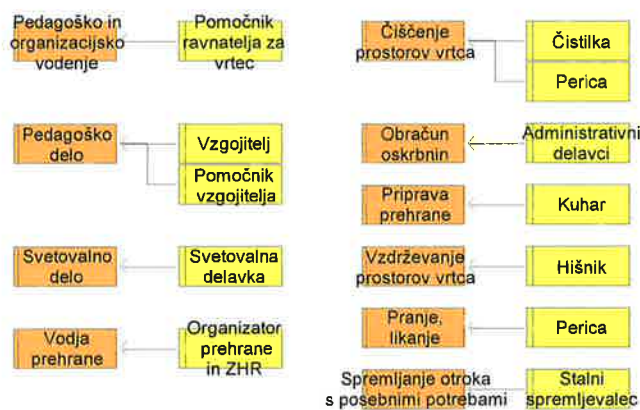 Pedagoško in
organizacijsko
vodenje
Pomočnik
ravnatelja za
vrtec
Pedagoško
delo
Vzgojitelj
Pomočnik
vzgojitelja
Svetovalno
delo
Svetovalna
delavka
Vodja
prehrane
Organizator
prehrane
in ZHR
Čiščenje
prostorov vrtca
Čistilka
Perica
Obračun
oskrbnin
Administrativni
delavci
Priprava
prehrane
Kuhar
Vzdrževanje
prostorov vrtca
Hišnik
Pranje,
likanje
Perica
Spremljanje otroka
s posebnimi potrebami
Stalni
spremljevalec